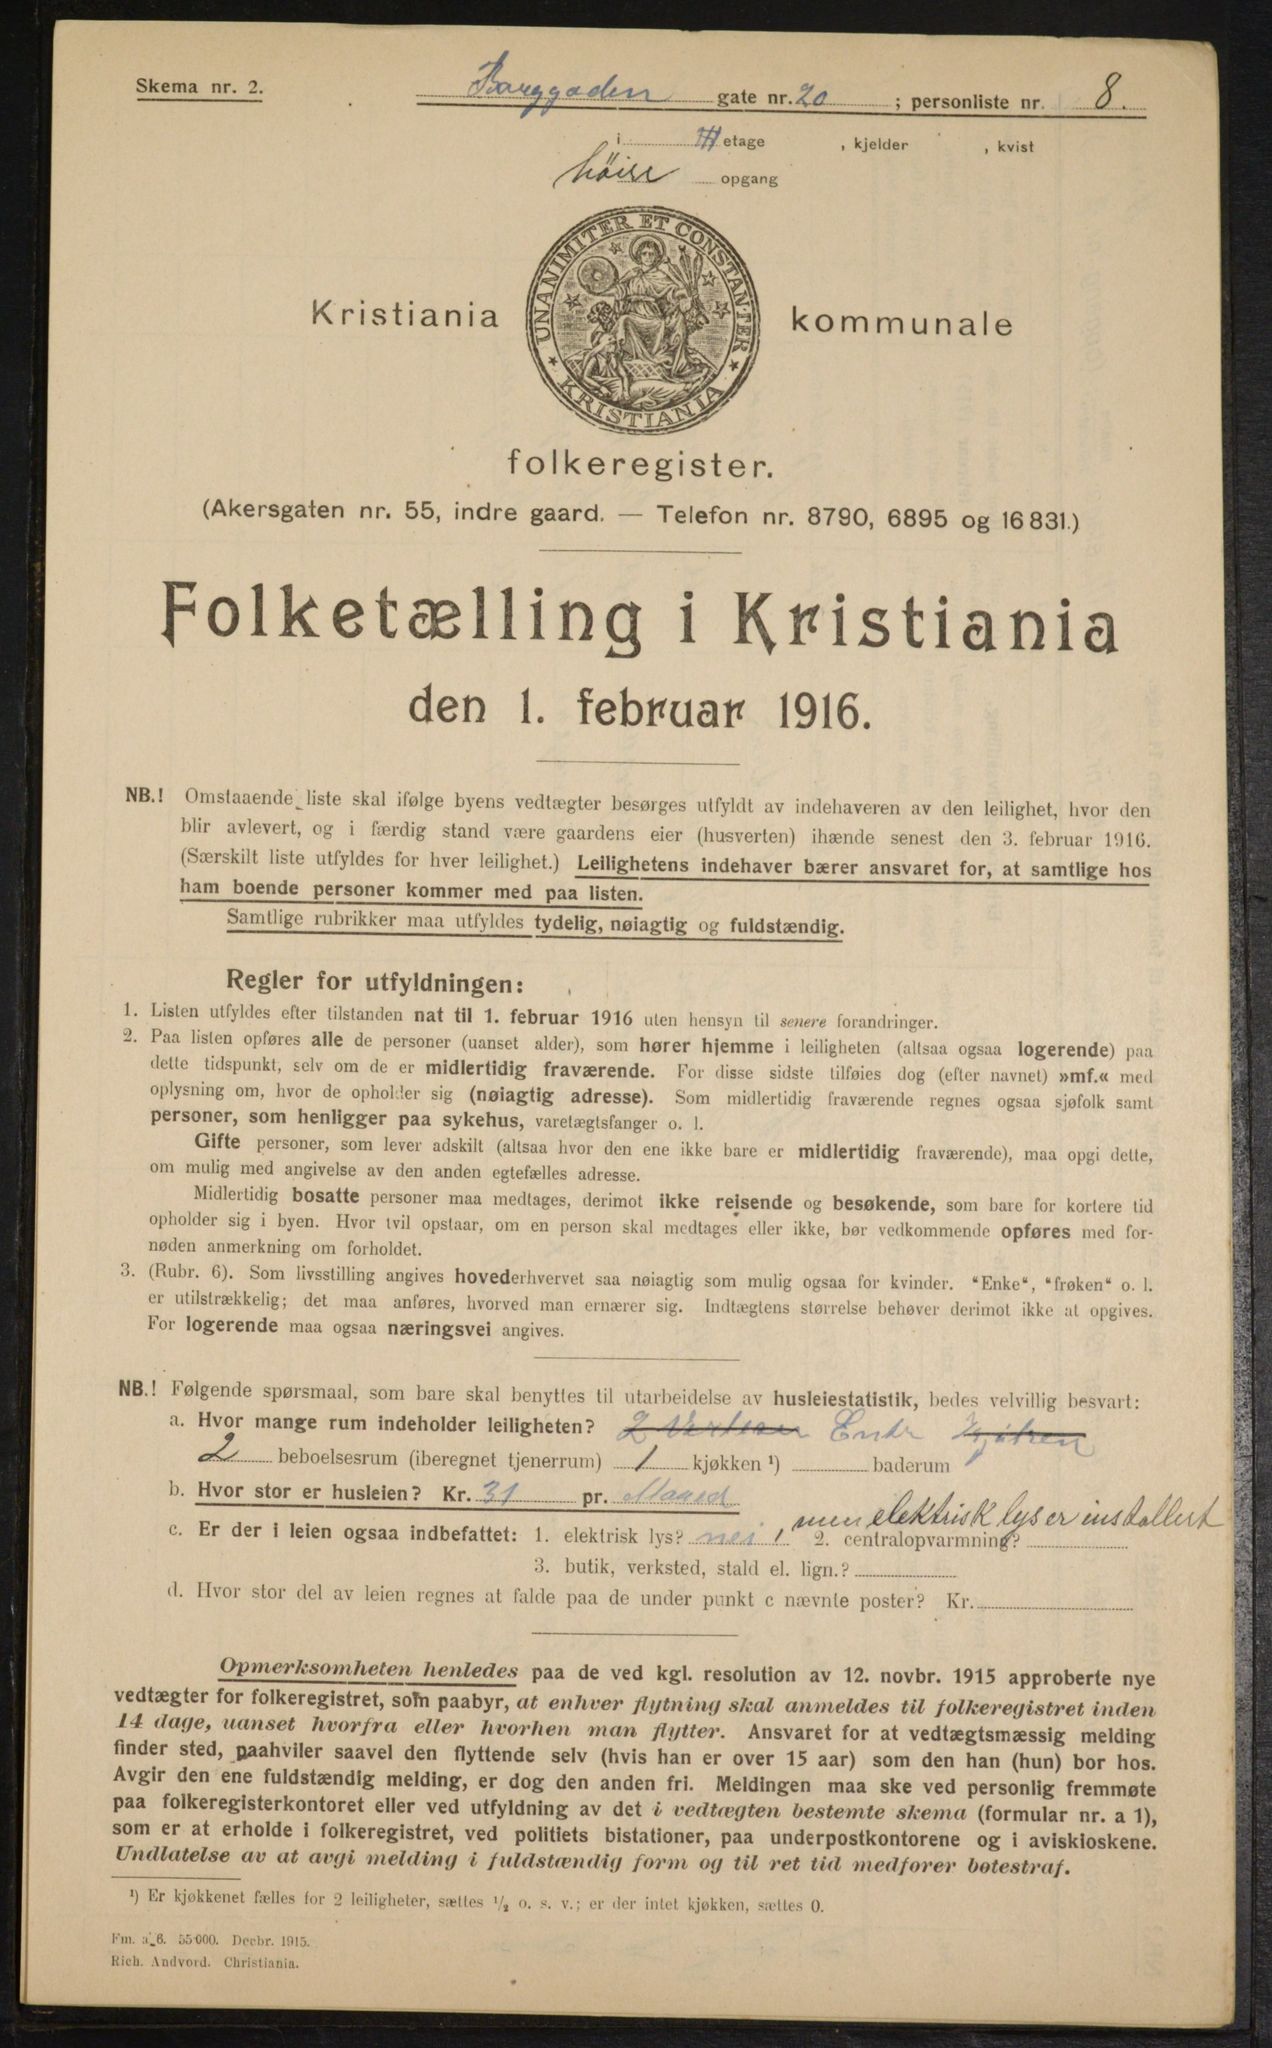 Skema nr. 2.
Borggaden gate nr. 20 ; personliste nr. 8.
i III etage , kjelder , kvist
høire opgang
UNANIMITER ET CONSTANTER
KRISTIANIA
Kristiania kommunale
folkeregister.
(Akersgaten nr. 55, indre gaard. — Telefon nr. 8790, 6895 og 16831.)
Folketælling i Kristiania
den 1. februar 1916.
NB.! Omstaaende liste skal ifølge byens vedtægter besørges utfyldt av indehaveren av den leilighet, hvor den
blir avlevert, og i færdig stand være gaardens eier (husverten) ihænde senest den 3. februar 1916.
(Særskilt liste utfyldes for hver leilighet.) Leilighetens indehaver bærer ansvaret for, at samtlige hos
ham boende personer kommer med paa listen.
Samtlige rubrikker maa utfyldes tydelig, nøiagtig og fuldstændig.
Regler for utfyldningen:
1. Listen utfyldes efter tilstanden nat til 1. februar 1916 uten hensyn til senere forandringer.
2. Paa listen opføres alle de personer (uanset alder), som hører hjemme i leiligheten (altsaa ogsaa logerende) paa
dette tidspunkt, selv om de er midlertidig fraværende. For disse sidste tilføies dog (efter navnet) »mf.« med
oplysning om, hvor de opholder sig (nøiagtig adresse). Som midlertidig fraværende regnes ogsaa sjøfolk samt
personer, som henligger paa sykehus, varetægtsfanger o. l.
Gifte personer, som lever adskilt (altsaa hvor den ene ikke bare er midlertidig fraværende), maa opgi dette,
om mulig med angivelse av den anden egtefælles adresse.
Midlertidig bosatte personer maa medtages, derimot ikke reisende og besøkende, som bare for kortere tid
opholder sig i byen. Hvor tvil opstaar, om en person skal medtages eller ikke, bør vedkommende opføres med for-
nøden anmerkning om forholdet.
3. (Rubr. 6). Som livsstilling angives hovederhvervet saa nøiagtig som mulig ogsaa for kvinder. "Enke", "frøken" o. l.
er utilstrækkelig; det maa anføres, hvorved man ernærer sig. Indtægtens størrelse behøver derimot ikke at opgives.
For logerende maa ogsaa næringsvei angives.
NB.! Følgende spørsmaal, som bare skal benyttes til utarbeidelse av husleiestatistik, bedes velvillig besvart:
a. Hvor mange rum indeholder leiligheten? 2
2 beboelsesrum (iberegnet tjenerrum) 1 kjøkken ¹) baderum
b. Hvor stor er husleien? Kr. 31 pr. Maaned
c. Er der i leien ogsaa indbefattet: 1. elektrisk lys? nei, men elektrisk lys er installert 2. centralopvarmning?
3. butik, verksted, stald el. lign.?
d. Hvor stor del av leien regnes at falde paa de under punkt c nævnte poster? Kr.
Opmerksomheten henledes paa de ved kgl. resolution av 12. novbr. 1915 approberte nye
vedtægter for folkeregistret, som paabyr, at enhver flytning skal anmeldes til folkeregistret inden
14 dage, uanset hvorfra eller hvorhen man flytter. Ansvaret for at vedtægtsmæssig melding
finder sted, paahviler saavel den flyttende selv (hvis han er over 15 aar) som den han (hun) bor hos.
Avgir den ene fuldstændig melding, er dog den anden fri. Meldingen maa ske ved personlig fremmøte
paa folkeregisterkontoret eller ved utfyldning av det i vedtægten bestemte skema (formular nr. a 1),
som er at erholde i folkeregistret, ved politiets bistationer, paa underpostkontorene og i aviskioskene.
Undlatelse av at avgi melding i fuldstændig form og til ret tid medfører bøtestraf.
¹) Er kjøkkenet fælles for 2 leiligheter, sættes ½ o. s. v.; er der intet kjøkken, sættes 0.
Fm. a 6. 55000. Decbr. 1915.
Rich. Andvord. Christiania.